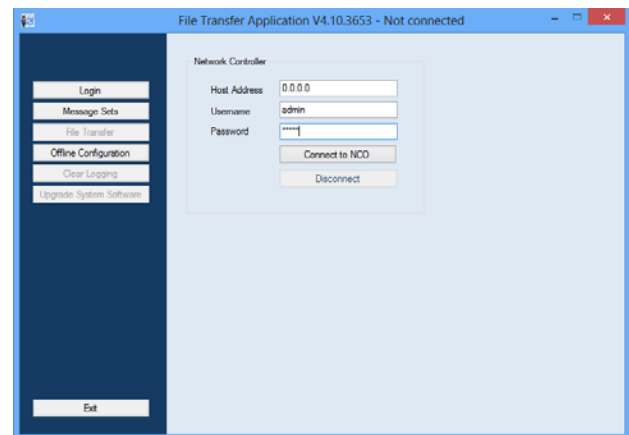 File Transfer Application V4.10.3653 - Not connected
Network Controller
Host Address 0.0.0.0
Username admin
Password *****
Connect to NCO
Disconnect
Login
Message Sets
File Transfer
Offline Configuration
Clear Logging
Upgrade System Software
Exit